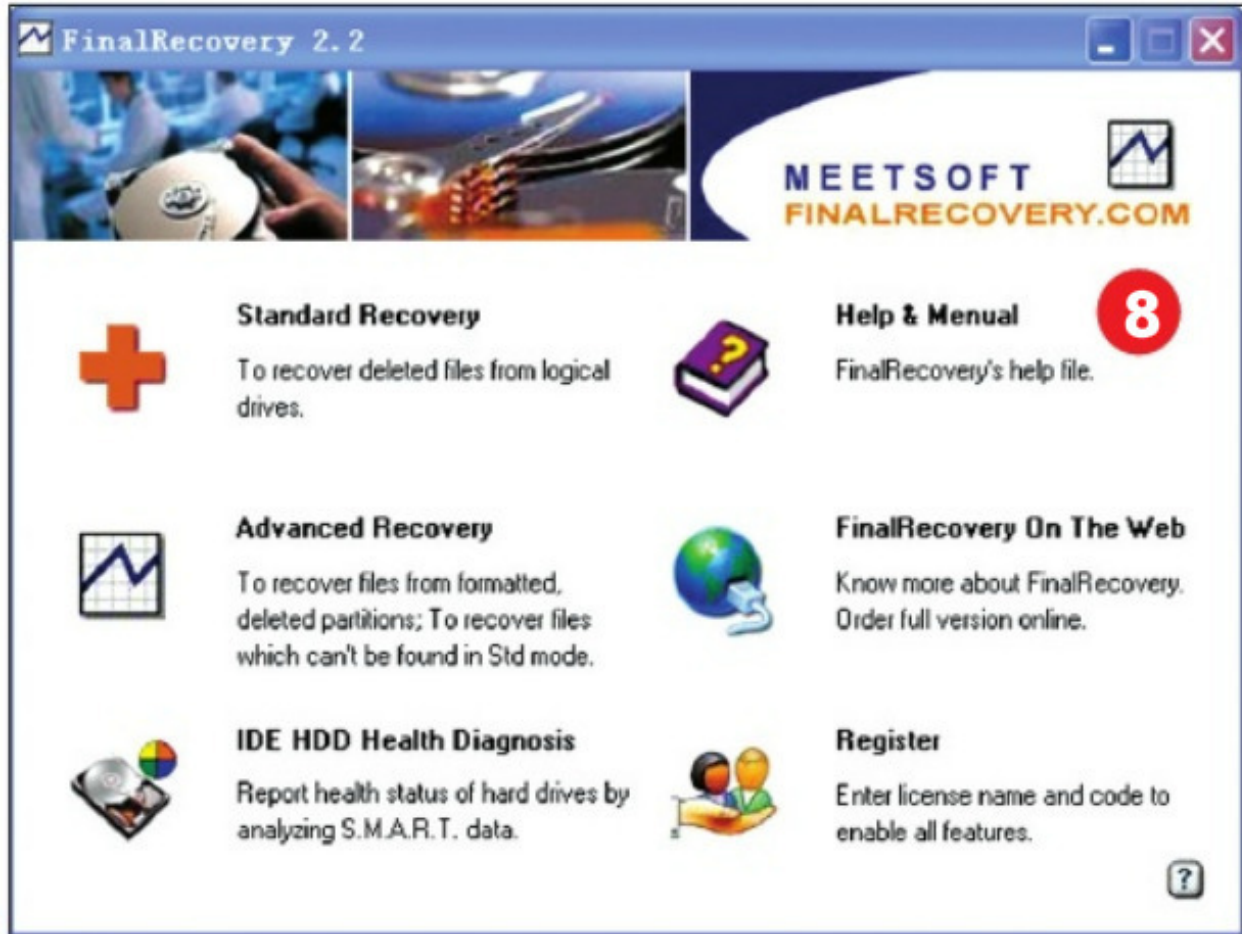 FinalRecovery 2.2
MEETSOFT
FINALRECOVERY.COM
Standard Recovery
To recover deleted files from logical
drives.
Help & Menual
8
FinalRecovery's help file.
Advanced Recovery
To recover files from formatted,
deleted partitions; To recover files
which can't be found in Std mode.
FinalRecovery On The Web
Know more about FinalRecovery.
Order full version online.
IDE HDD Health Diagnosis
Report health status of hard drives by
analyzing S.M.A.R.T. data.
Register
Enter license name and code to
enable all features.
?